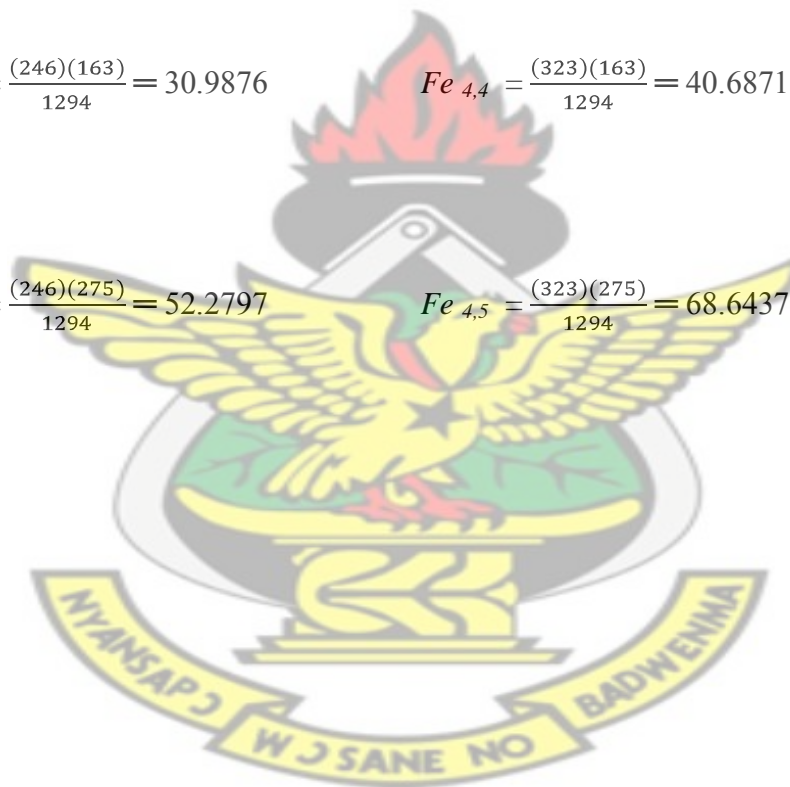 = (246)(163)/1294 = 30.9876 Fe 4,4 = (323)(163)/1294 = 40.6871
= (246)(275)/1294 = 52.2797 Fe 4,5 = (323)(275)/1294 = 68.6437
NYANSAPƆ WƆSANE NO BADWENMA